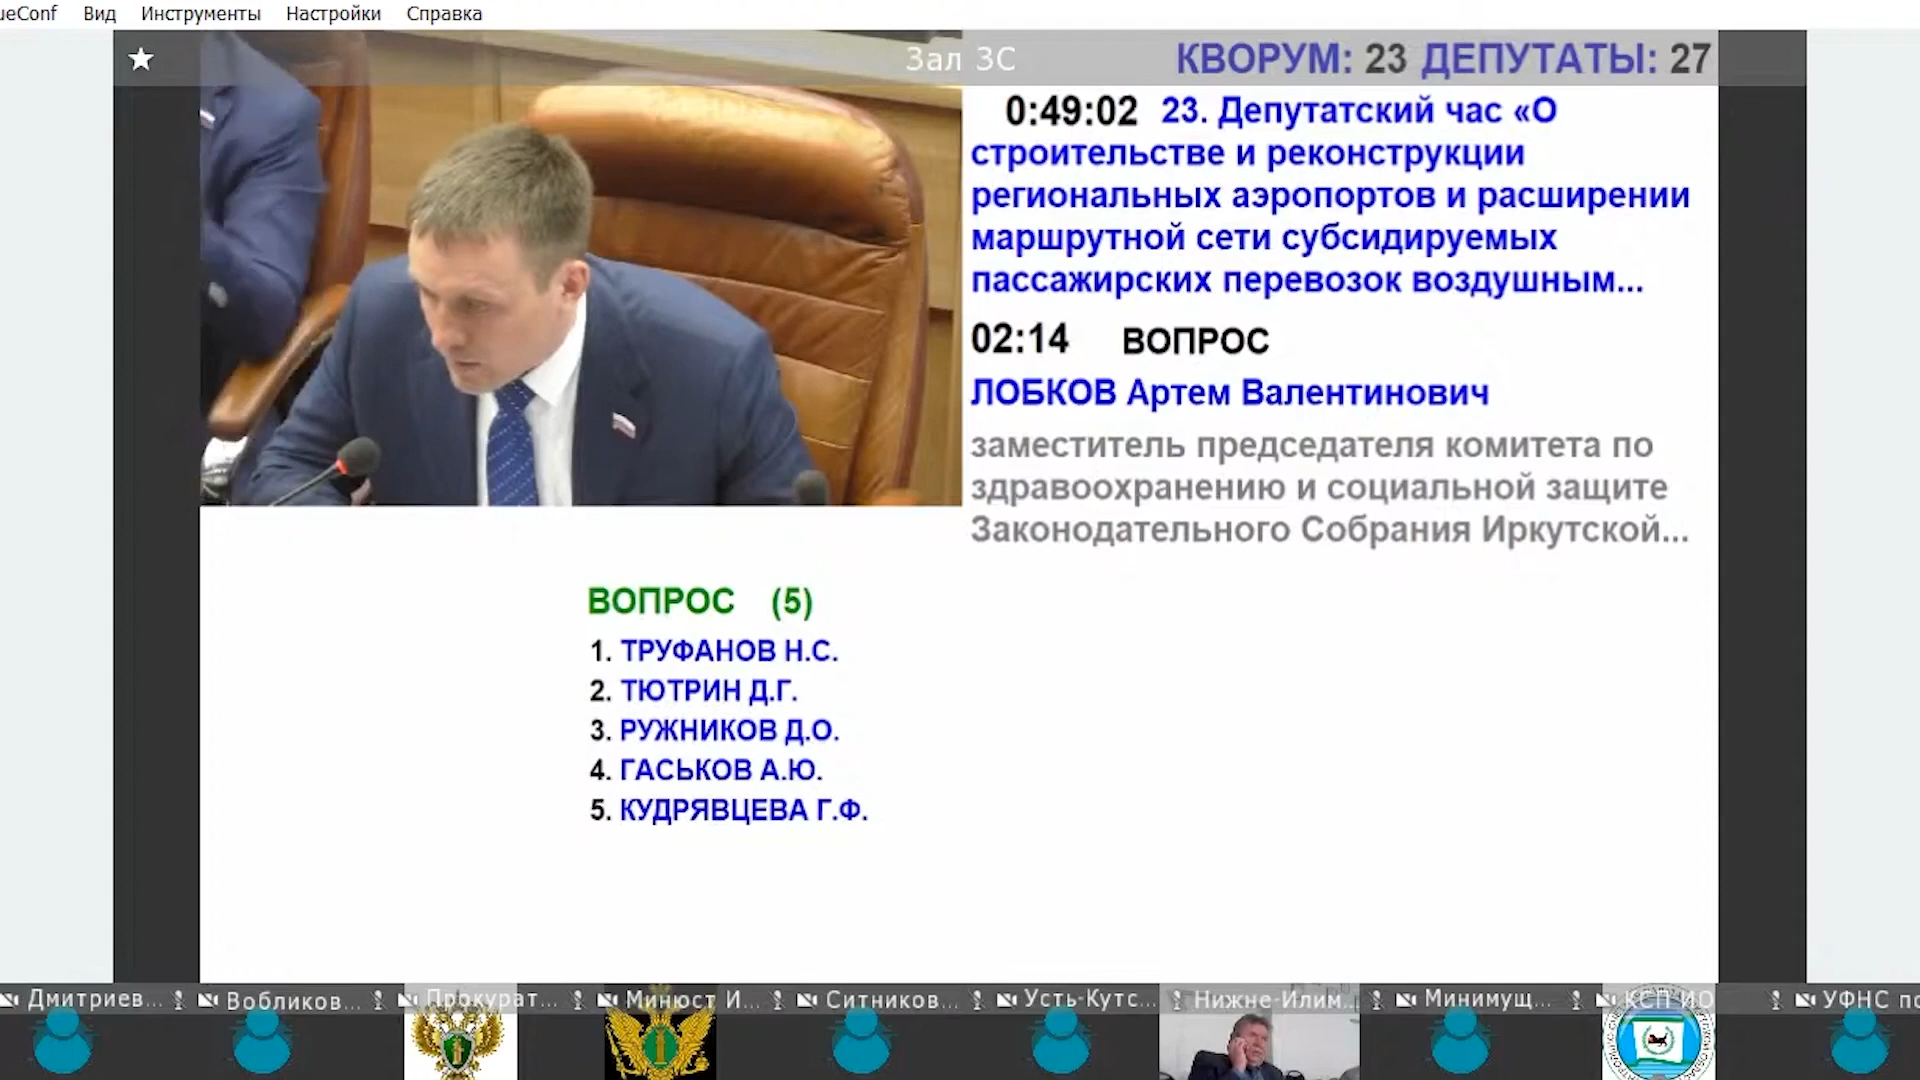 ueConf Вид Инструменты Настройки Справка
Зал ЗС
КВОРУМ: 23 ДЕПУТАТЫ: 27
0:49:02 23. Депутатский час «О
строительстве и реконструкции
региональных аэропортов и расширении
маршрутной сети субсидируемых
пассажирских перевозок воздушным...
02:14 ВОПРОС
ЛОБКОВ Артем Валентинович
заместитель председателя комитета по
здравоохранению и социальной защите
Законодательного Собрания Иркутской...
ВОПРОС (5)
1. ТРУФАНОВ Н.С.
2. ТЮТРИН Д.Г.
3. РУЖНИКОВ Д.О.
4. ГАСЬКОВ А.Ю.
5. КУДРЯВЦЕВА Г.Ф.
Дмитриев... Вобликов... Прокурат... Минюст И... Ситников... Усть-Кутс... Нижне-Илим... Минимущ... КСП ИО УФНС по